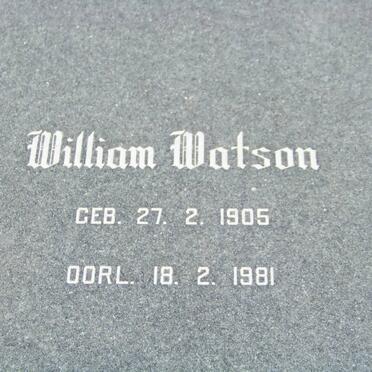 William Watson
GEB. 27. 2. 1905
OORL. 18. 2. 1981